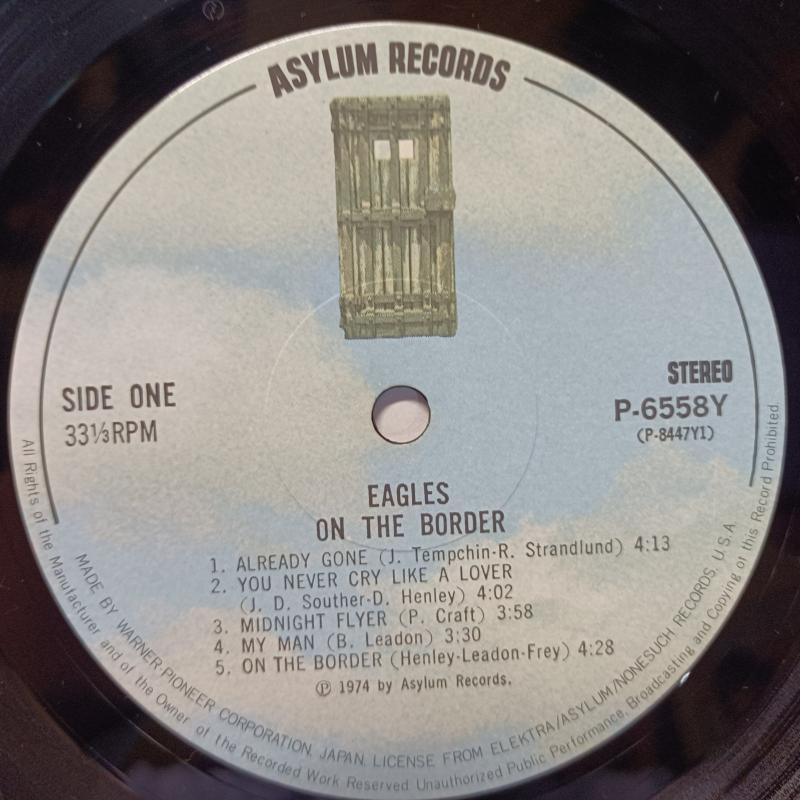 ASYLUM RECORDS
SIDE ONE
33⅓RPM
STEREO
P-6558Y
(P-8447Y1)
EAGLES
ON THE BORDER
1. ALREADY GONE (J. Tempchin-R. Strandlund) 4:13
2. YOU NEVER CRY LIKE A LOVER
(J. D. Souther-D. Henley) 4:02
3. MIDNIGHT FLYER (P. Craft) 3:58
4. MY MAN (B. Leadon) 3:30
5. ON THE BORDER (Henley-Leadon-Frey) 4:28
Ⓟ 1974 by Asylum Records.
MADE BY WARNER-PIONEER CORPORATION, JAPAN. LICENSE FROM ELEKTRA/ASYLUM/NONESUCH RECORDS, U.S.A.
All Rights of the Manufacturer and of the Owner of the Recorded Work Reserved Unauthorized Public Performance, Broadcasting and Copying of this Record Prohibited.